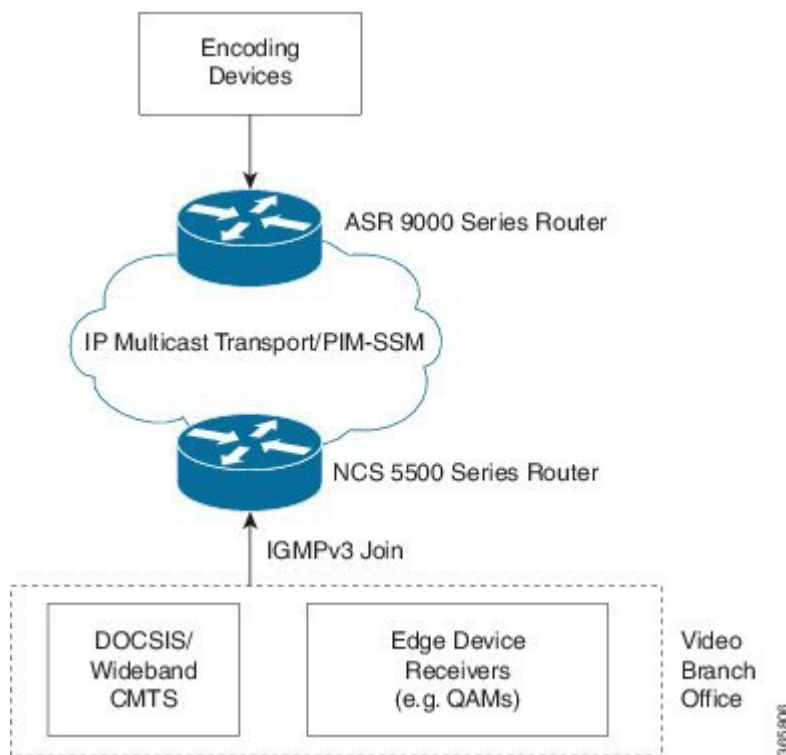 Encoding
Devices
ASR 9000 Series Router
IP Multicast Transport/PIM-SSM
NCS 5500 Series Router
IGMPv3 Join
DOCSIS/
Wideband
CMTS
Edge Device
Receivers
(e.g. QAMs)
Video
Branch
Office
365906